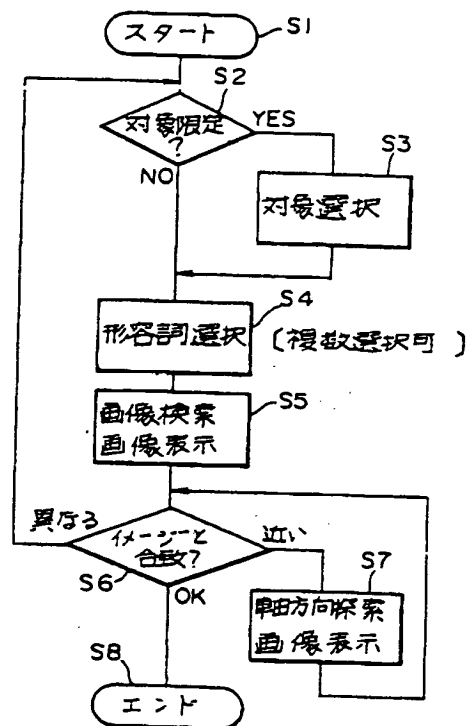 スタート
S1
S2
対象限定
?
YES
NO
S3
対象選択
S4
形容詞選択
〔複数選択可〕
S5
画像検索
画像表示
異なる
イメージと
合致?
近い
S6
OK
S7
軸方向探索
画像表示
S8
エンド